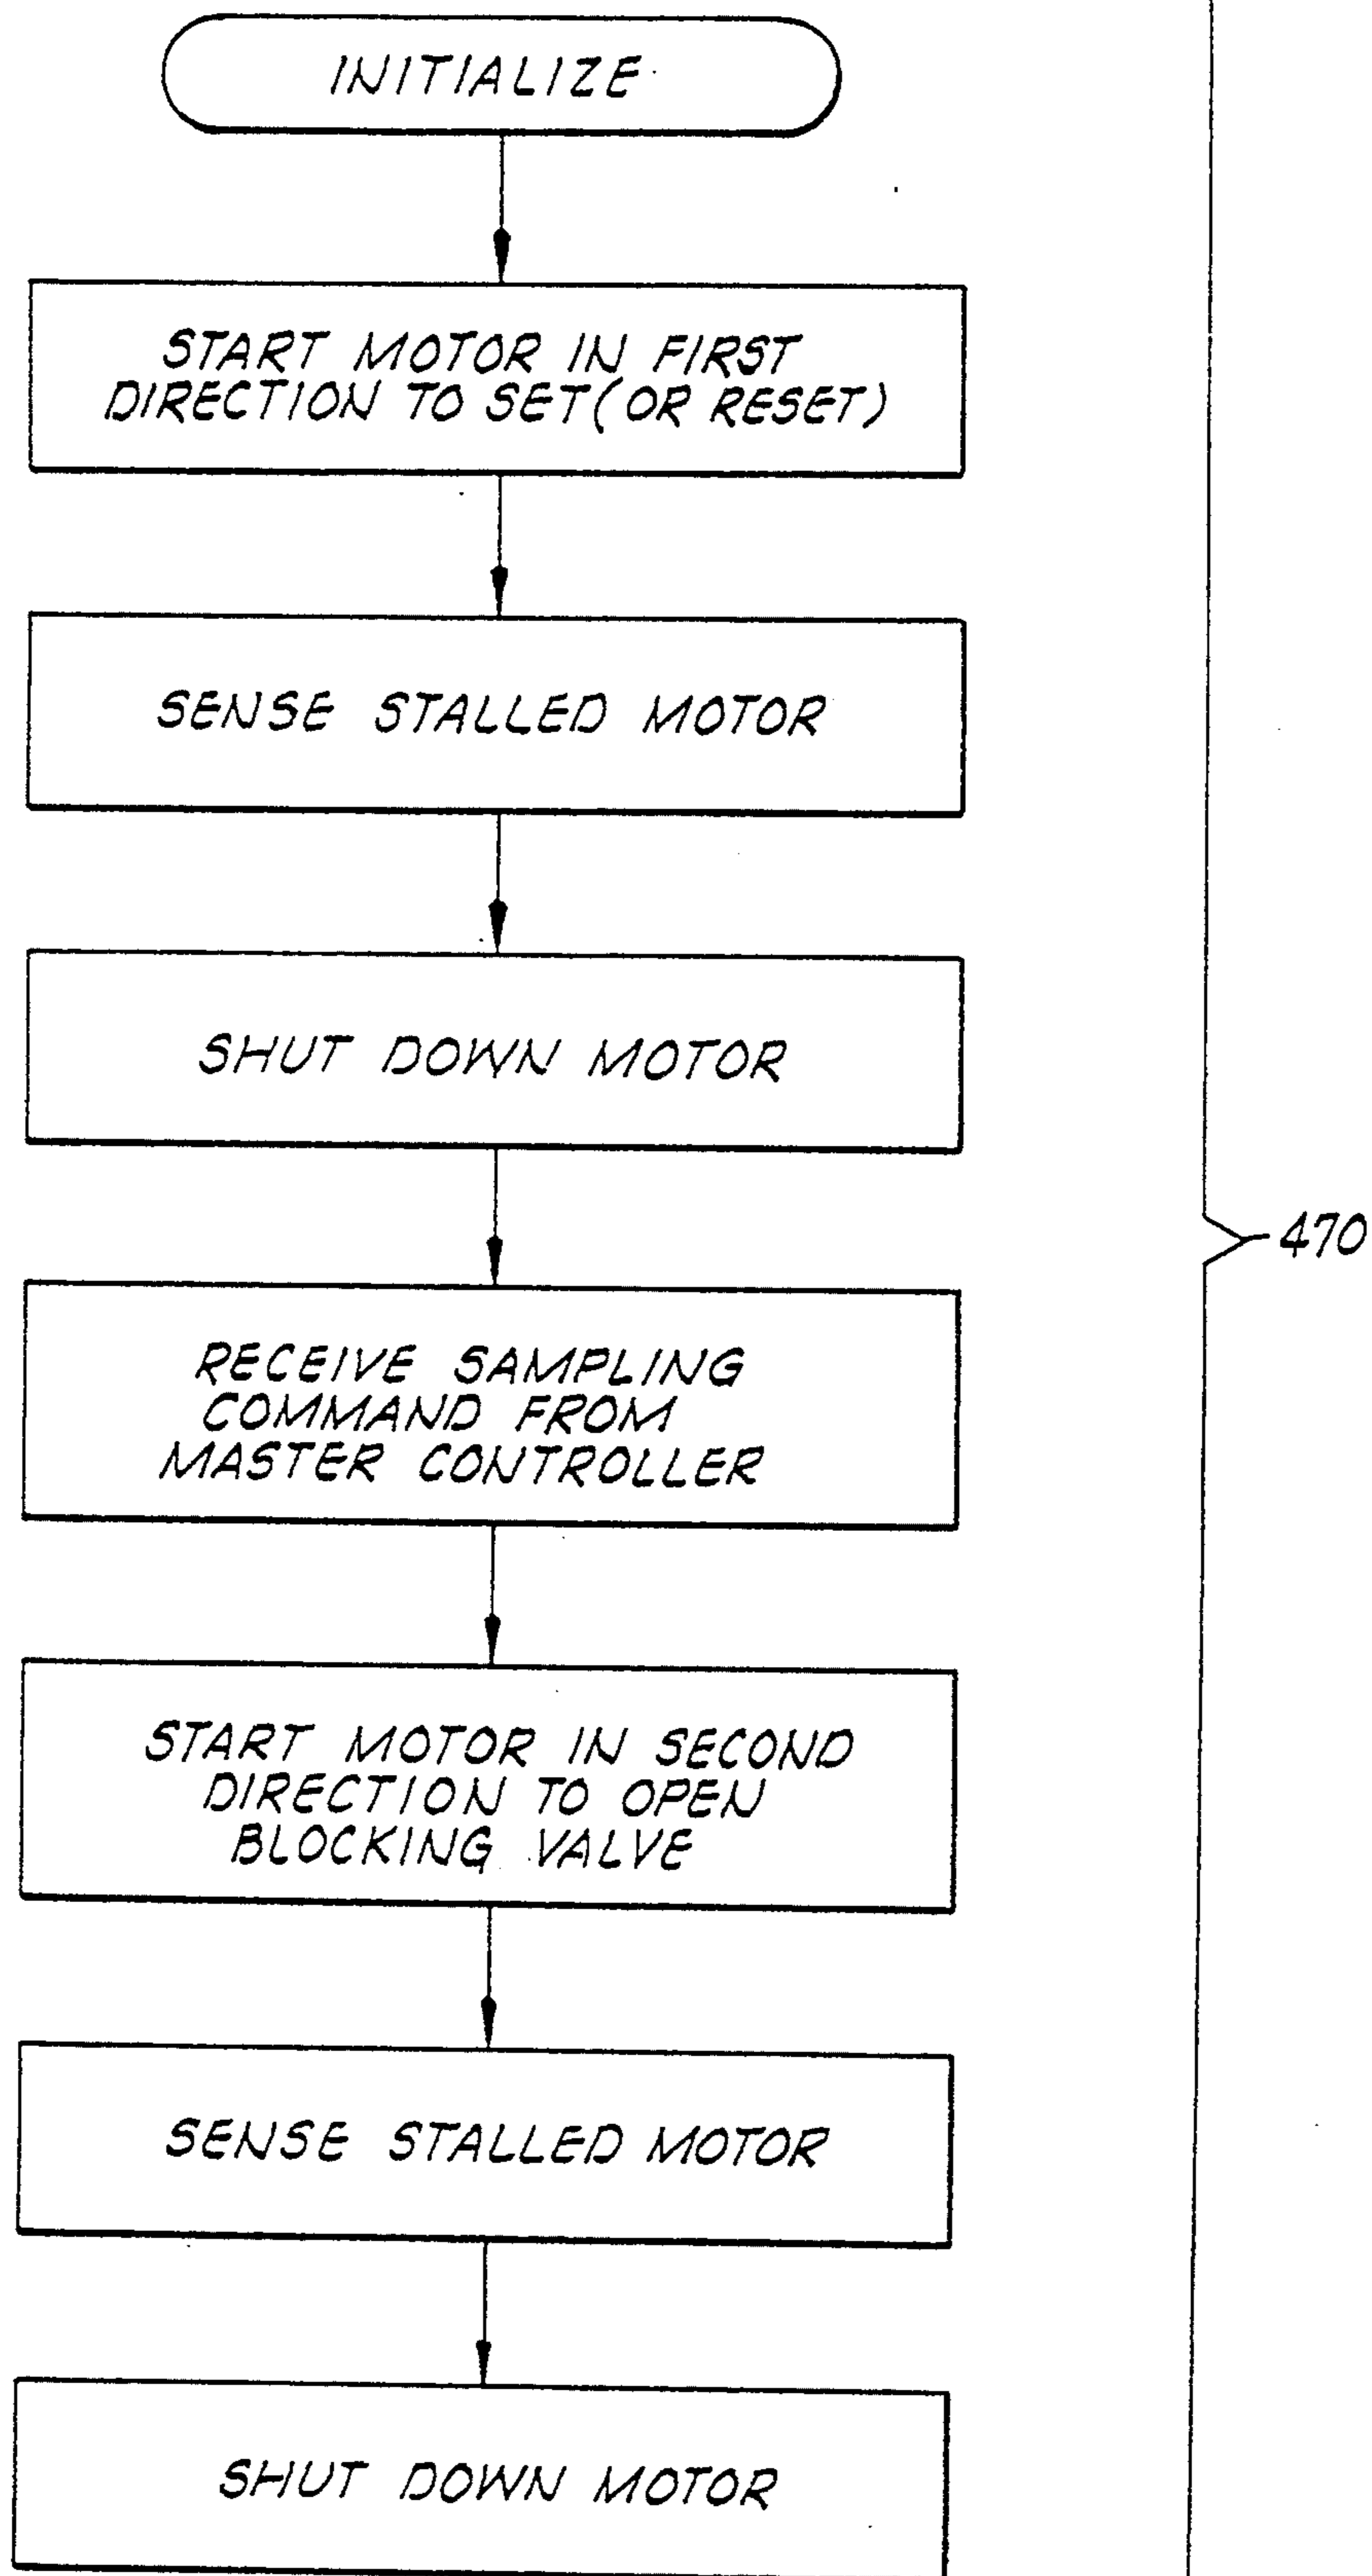 INITIALIZE
START MOTOR IN FIRST
DIRECTION TO SET (OR RESET)
SENSE STALLED MOTOR
SHUT DOWN MOTOR
470
RECEIVE SAMPLING
COMMAND FROM
MASTER CONTROLLER
START MOTOR IN SECOND
DIRECTION TO OPEN
BLOCKING VALVE
SENSE STALLED MOTOR
SHUT DOWN MOTOR